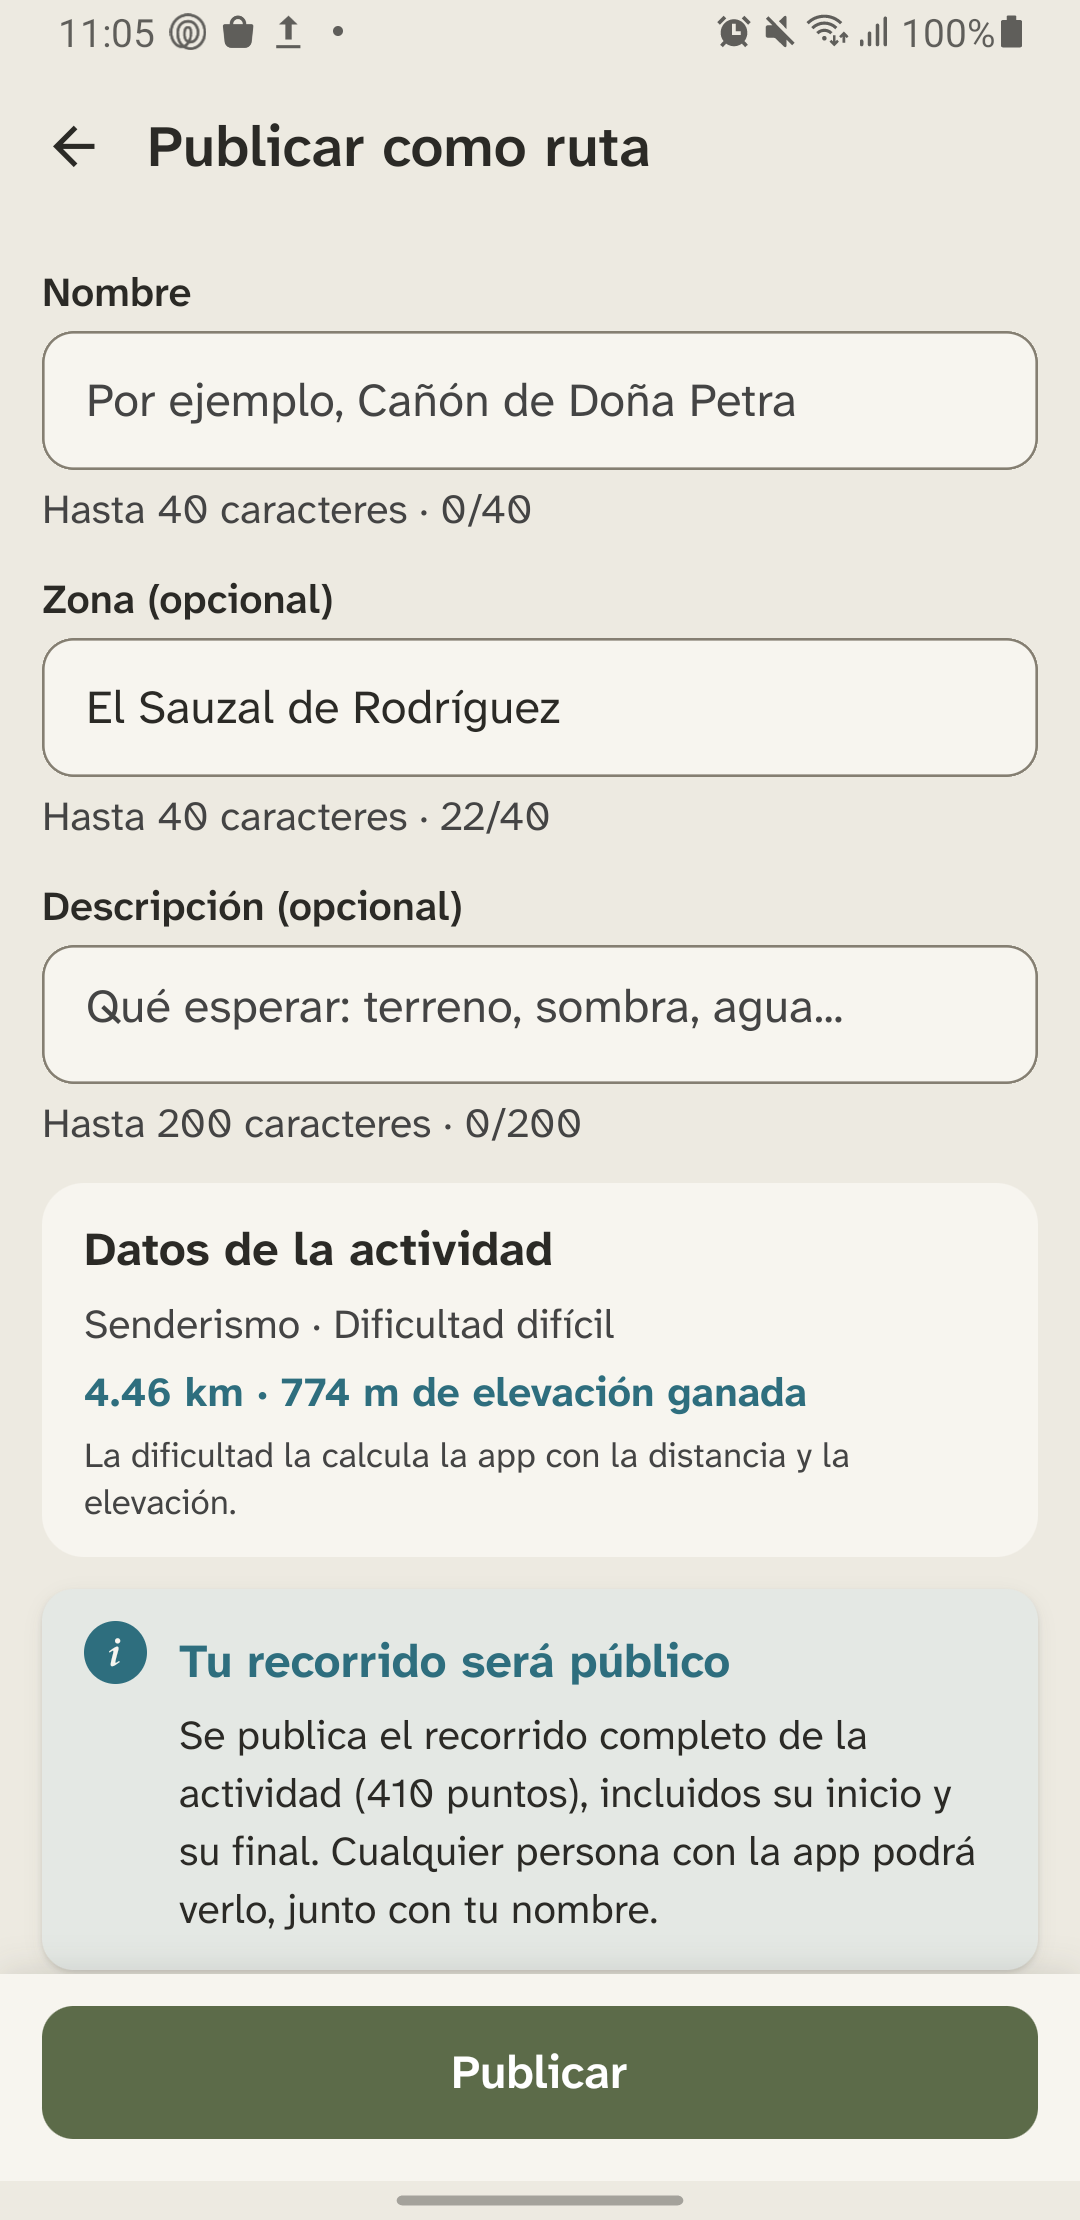 11:05 100%
Publicar como ruta
Nombre
Por ejemplo, Cañón de Doña Petra
Hasta 40 caracteres · 0/40
Zona (opcional)
El Sauzal de Rodríguez
Hasta 40 caracteres · 22/40
Descripción (opcional)
Qué esperar: terreno, sombra, agua...
Hasta 200 caracteres · 0/200
Datos de la actividad
Senderismo · Dificultad difícil
4.46 km · 774 m de elevación ganada
La dificultad la calcula la app con la distancia y la
elevación.
i Tu recorrido será público
Se publica el recorrido completo de la
actividad (410 puntos), incluidos su inicio y
su final. Cualquier persona con la app podrá
verlo, junto con tu nombre.
Publicar